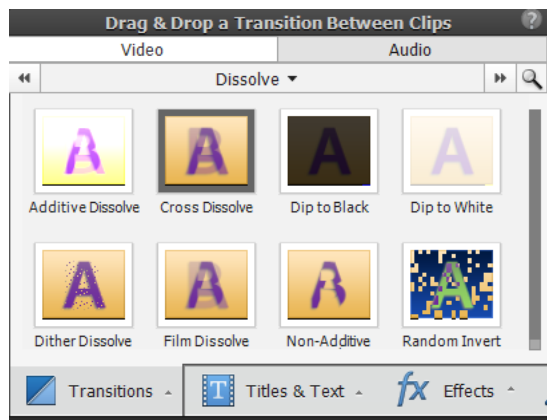 Drag & Drop a Transition Between Clips
Video Audio
Dissolve
Additive Dissolve Cross Dissolve Dip to Black Dip to White
Dither Dissolve Film Dissolve Non-Additive Random Invert
Transitions T Titles & Text fx Effects